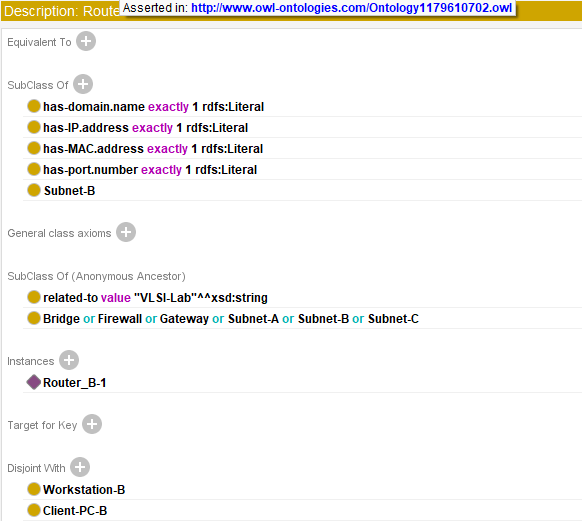 Description: Route
Asserted in: http://www.owl-ontologies.com/Ontology1179610702.owl
Equivalent To
SubClass Of
has-domain.name exactly 1 rdfs:Literal
has-IP.address exactly 1 rdfs:Literal
has-MAC.address exactly 1 rdfs:Literal
has-port.number exactly 1 rdfs:Literal
Subnet-B
General class axioms
SubClass Of (Anonymous Ancestor)
related-to value "VLSI-Lab"^^xsd:string
Bridge or Firewall or Gateway or Subnet-A or Subnet-B or Subnet-C
Instances
Router_B-1
Target for Key
Disjoint With
Workstation-B
Client-PC-B